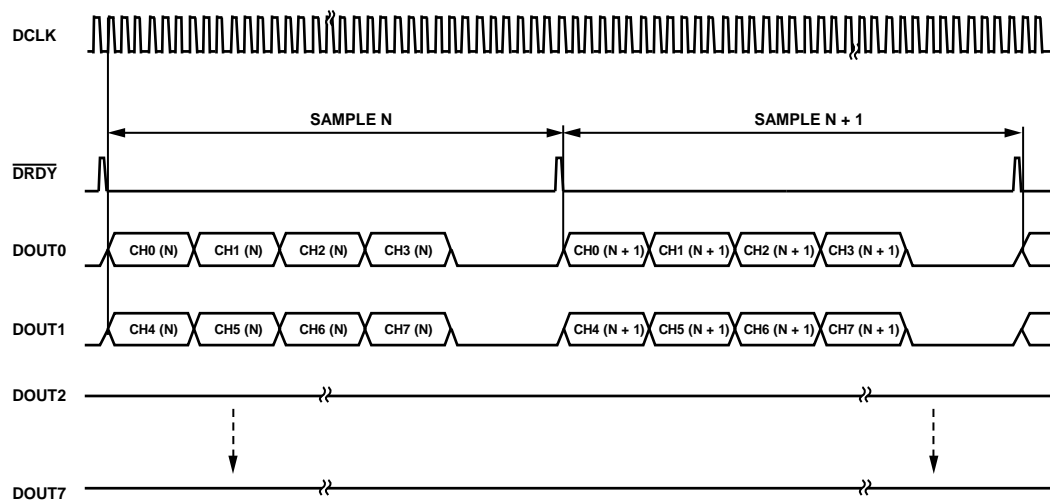 DCLK
SAMPLE N
SAMPLE N + 1
DRDY
DOUT0
CH0 (N)
CH1 (N)
CH2 (N)
CH3 (N)
CH0 (N + 1)
CH1 (N + 1)
CH2 (N + 1)
CH3 (N + 1)
DOUT1
CH4 (N)
CH5 (N)
CH6 (N)
CH7 (N)
CH4 (N + 1)
CH5 (N + 1)
CH6 (N + 1)
CH7 (N + 1)
DOUT2
DOUT7